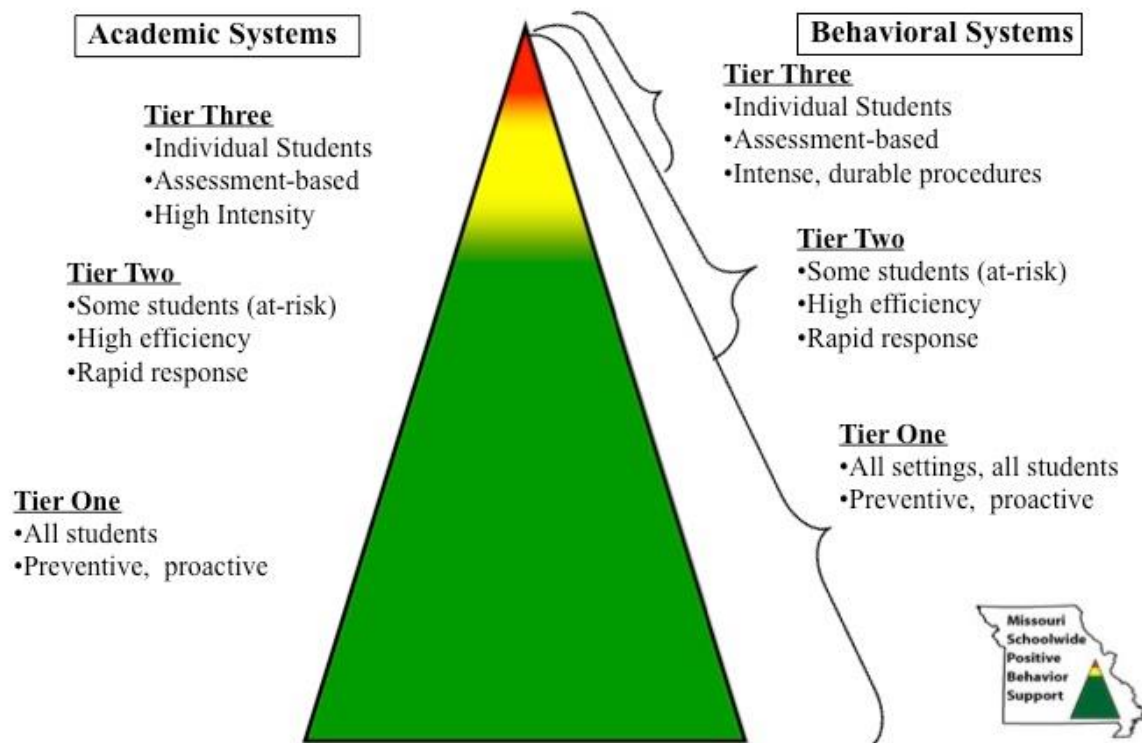 Academic Systems
Tier Three
•Individual Students
•Assessment-based
•High Intensity
Tier Two
•Some students (at-risk)
•High efficiency
•Rapid response
Tier One
•All students
•Preventive,  proactive
Behavioral Systems
Tier Three
•Individual Students
•Assessment-based
•Intense, durable procedures
Tier Two
•Some students (at-risk)
•High efficiency
•Rapid response
Tier One
•All settings, all students
•Preventive,  proactive
Missouri
Schoolwide
Positive
Behavior
Support